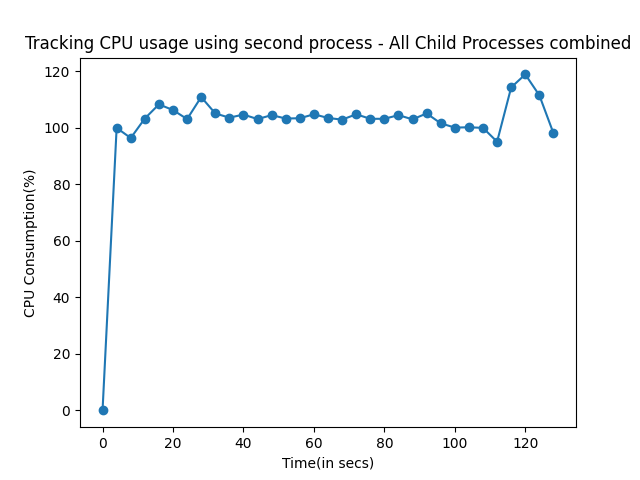 Tracking CPU usage using second process - All Child Processes combined
120
100
80
60
40
20
0
CPU Consumption(%)
0 20 40 60 80 100 120
Time(in secs)